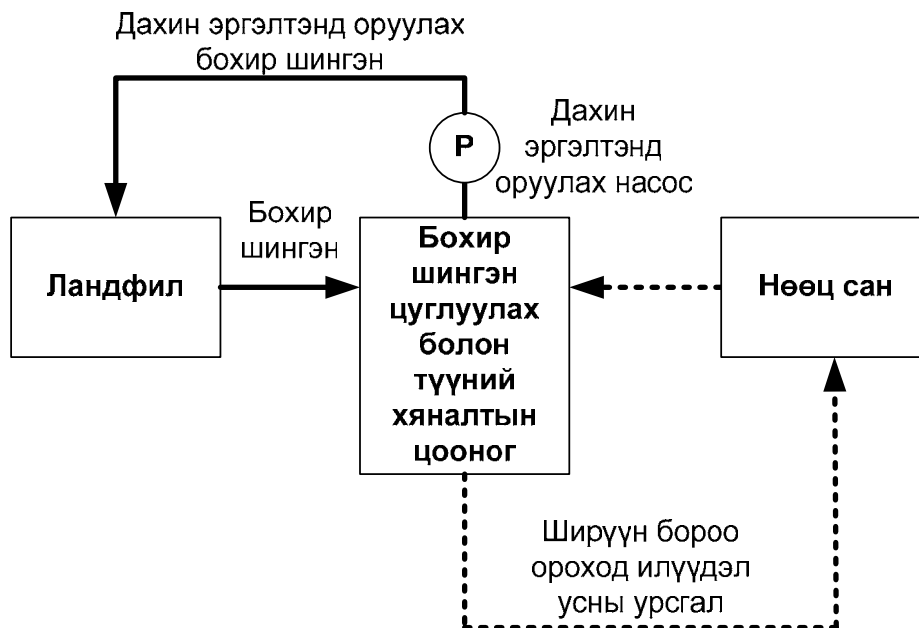 Дахин эргэлтэнд оруулах
бохир шингэн
P
Дахин
эргэлтэнд
оруулах насос
Бохир
шингэн
Ландфил
Бохир
шингэн
цуглуулах
болон
түүний
хяналтын
цооног
Нөөц сан
Ширүүн бороо
ороход илүүдэл
усны урсгал